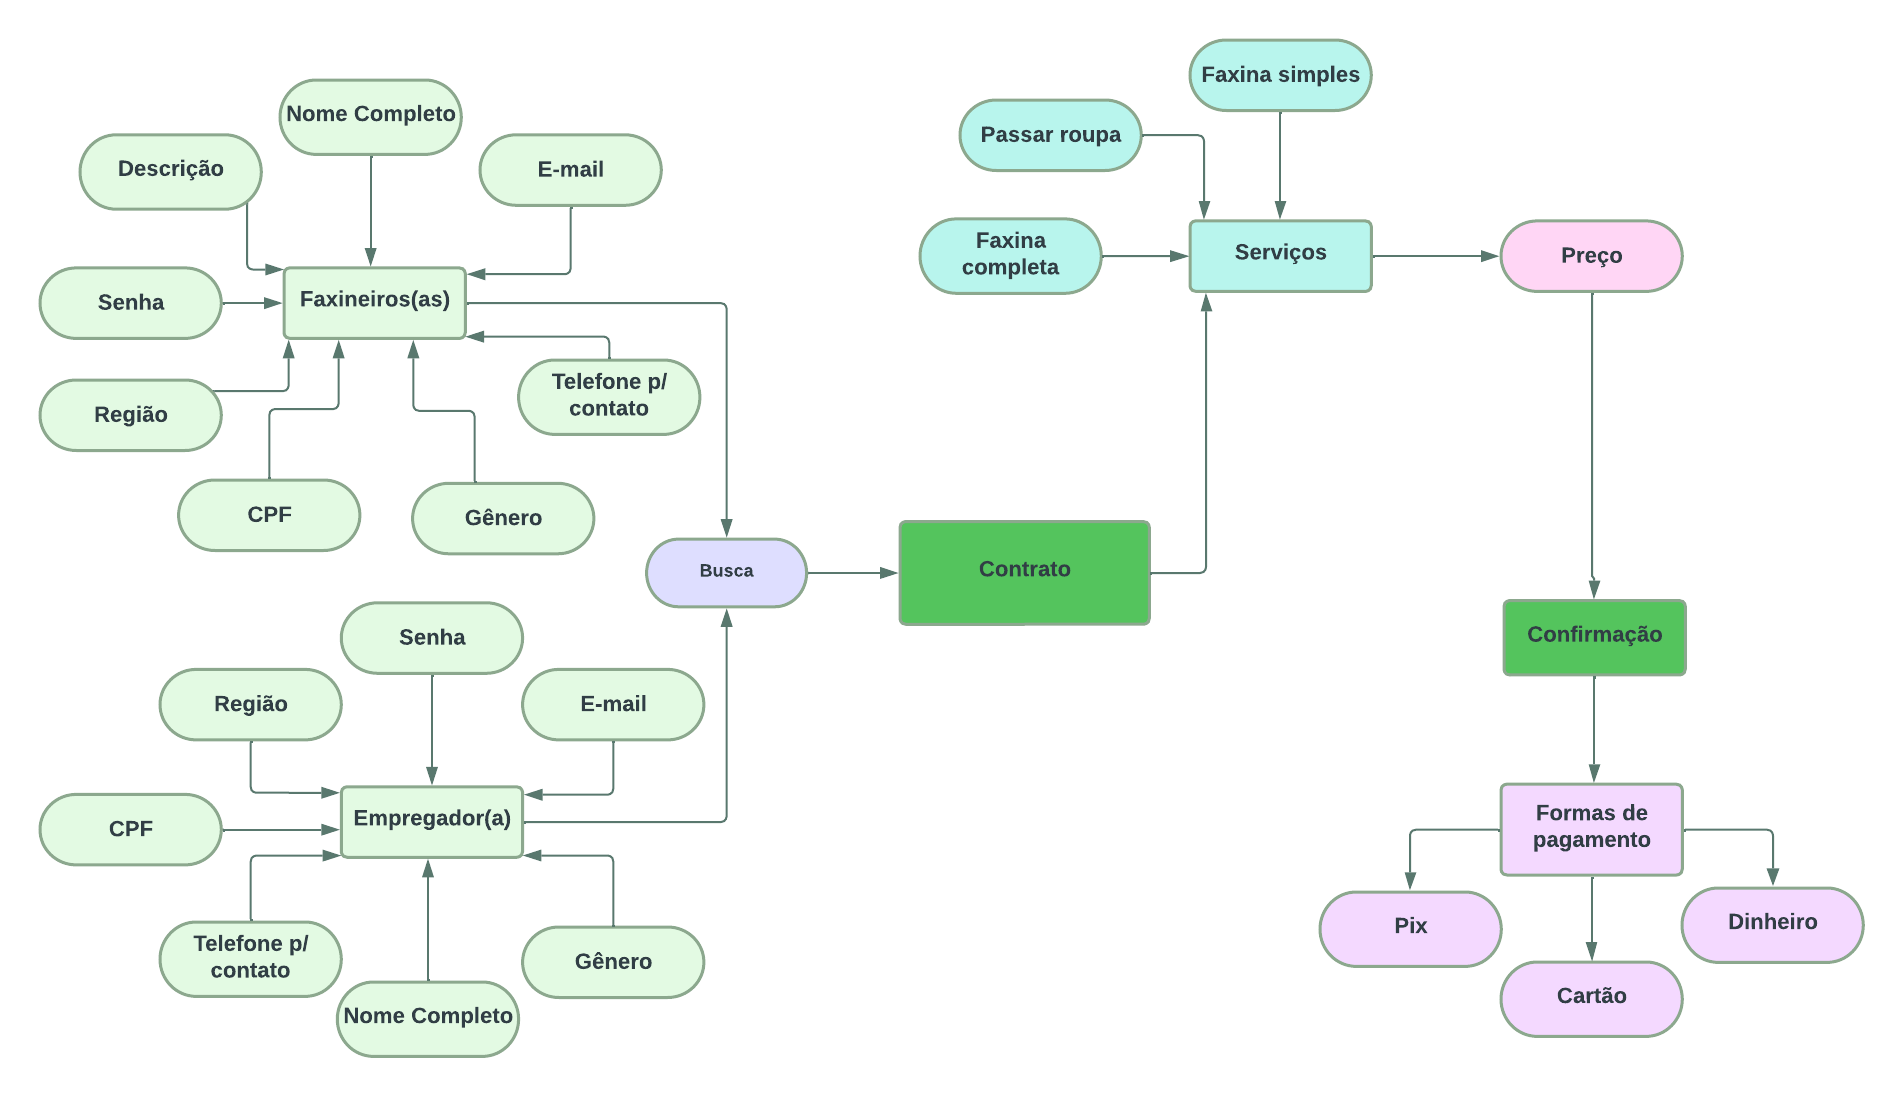 Nome Completo
Descrição
E-mail
Senha
Faxineiros(as)
Região
Telefone p/
contato
CPF
Gênero
Busca
Senha
Região
E-mail
CPF
Empregador(a)
Telefone p/
contato
Nome Completo
Gênero
Contrato
Faxina simples
Passar roupa
Faxina
completa
Serviços
Preço
Confirmação
Formas de
pagamento
Pix
Cartão
Dinheiro